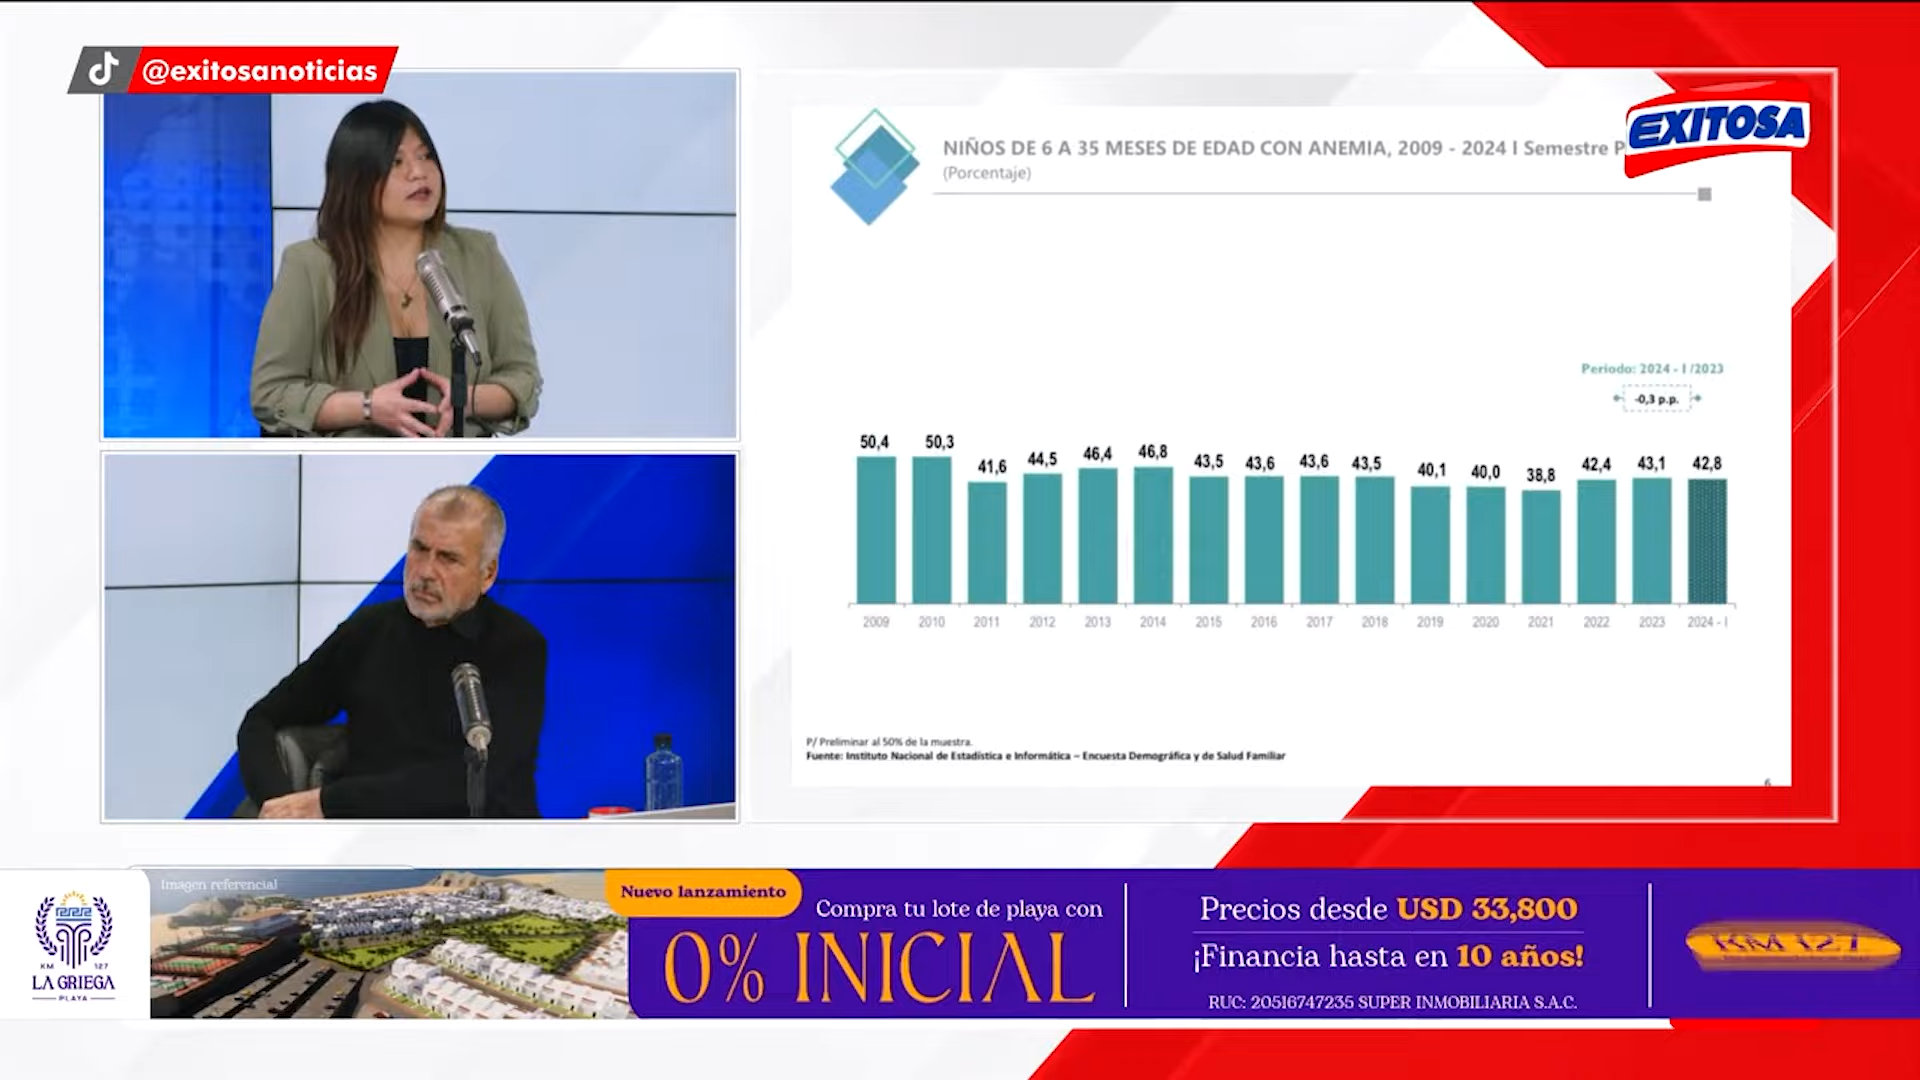 @exitosanoticias
EXITOSA
NIÑOS DE 6 A 35 MESES DE EDAD CON ANEMIA, 2009 - 2024 I Semestre P
(Porcentaje)
Periodo: 2024 - I /2023
-0,3 p.p.
50,4 50,3 41,6 44,5 46,4 46,8 43,5 43,6 43,6 43,5 40,1 40,0 38,8 42,4 43,1 42,8
2009 2010 2011 2012 2013 2014 2015 2016 2017 2018 2019 2020 2021 2022 2023 2024 - I
P/ Preliminar al 50% de la muestra.
Fuente: Instituto Nacional de Estadística e Informática – Encuesta Demográfica y de Salud Familiar
6
KM 127
LA GRIEGA
PLAYA
Imagen referencial
Nuevo lanzamiento
Compra tu lote de playa con
0% INICIAL
Precios desde USD 33,800
¡Financia hasta en 10 años!
RUC: 20516747235 SUPER INMOBILIARIA S.A.C.
KM 127